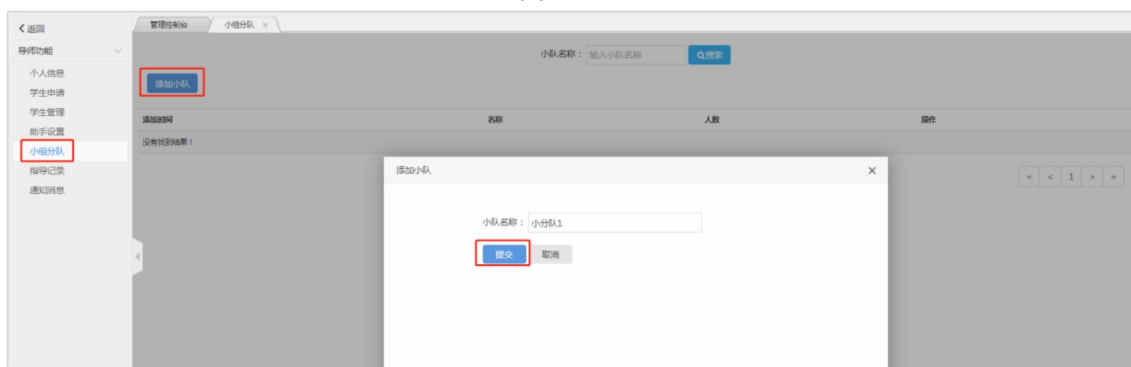 返回
管理控制台
小组分队
导师功能
个人信息
学生申请
学生管理
助手设置
小组分队
指导记录
通知消息
小队名称：
输入小队名称
搜索
添加小队
添加时间
名称
人数
操作
没有找到结果！
« < 1 > »
添加小队
小队名称：
小分队1
提交
取消